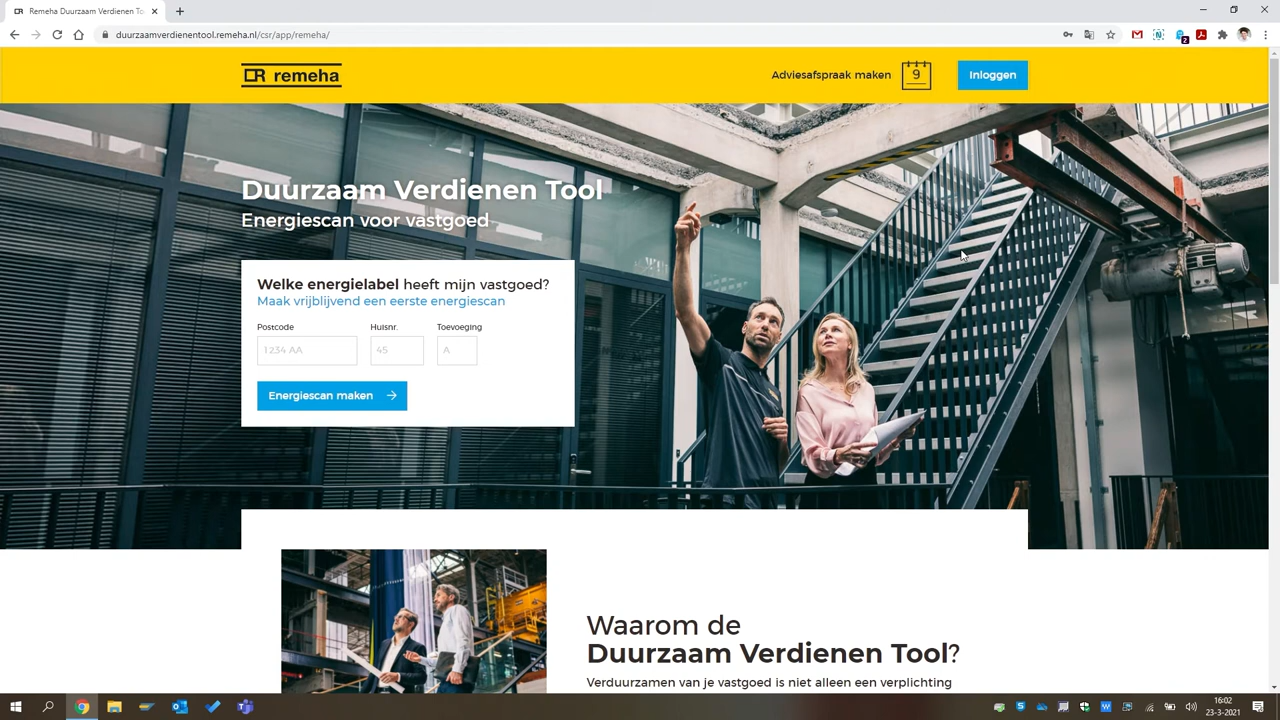 Remeha Duurzaam Verdienen To
duurzaamverdienentool.remeha.nl/csr/app/remeha/
2
remeha
Adviesafspraak maken
9
Inloggen
Duurzaam Verdienen Tool
Energiescan voor vastgoed
Welke energielabel heeft mijn vastgoed?
Maak vrijblijvend een eerste energiescan
Postcode Huisnr. Toevoeging
1234 AA 45 A
Energiescan maken
Waarom de
Duurzaam Verdienen Tool?
Verduurzamen van je vastgoed is niet alleen een verplichting
16:02
23-3-2021